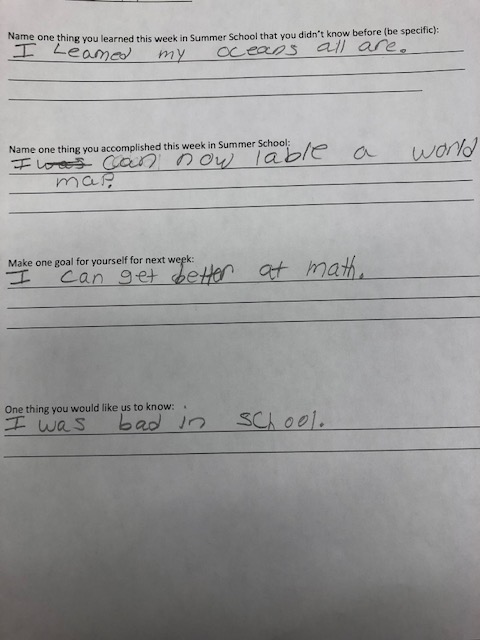 Name one thing you learned this week in Summer School that you didn't know before (be specific):
I Learned my oceans all are.
Name one thing you accomplished this week in Summer School:
I was can now lable a world
map.
Make one goal for yourself for next week:
I can get better at math.
One thing you would like us to know:
I was bad in school.